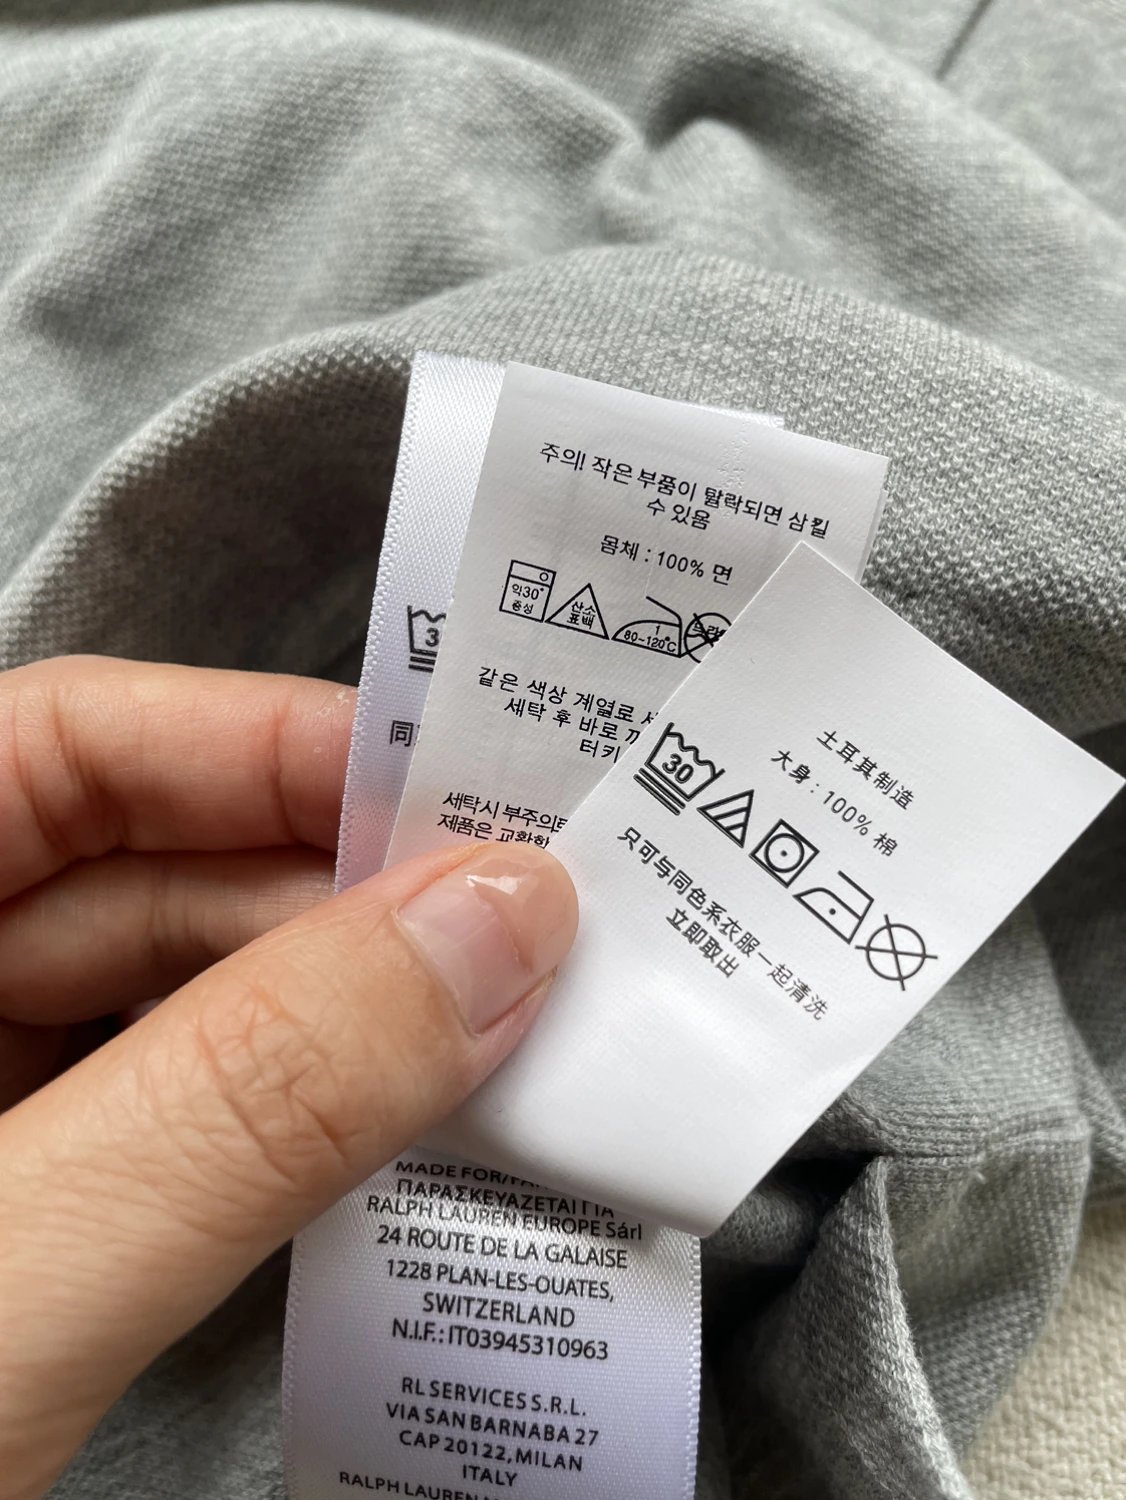 주의! 작은 부품이 탈락되면 삼킬
수 있음
몸체 : 100% 면
약30°
중성
산소
표백
1
80~120°C
드라
같은 색상 계열로
세탁 후 바로
터키
세탁시 부주의
제품은 교환
同
土耳其制造
大身 : 100% 棉
30
只可与同色系衣服一起清洗
立即取出
MADE FOR/
ΠΑΡΑΣΚΕΥΑΖΕΤΑΙ ΓΙΑ
RALPH LAUREN EUROPE Sárl
24 ROUTE DE LA GALAISE
1228 PLAN-LES-OUATES,
SWITZERLAND
N.I.F.: IT03945310963
RL SERVICES S.R.L.
VIA SAN BARNABA 27
CAP 20122, MILAN
ITALY
RALPH LAUREN